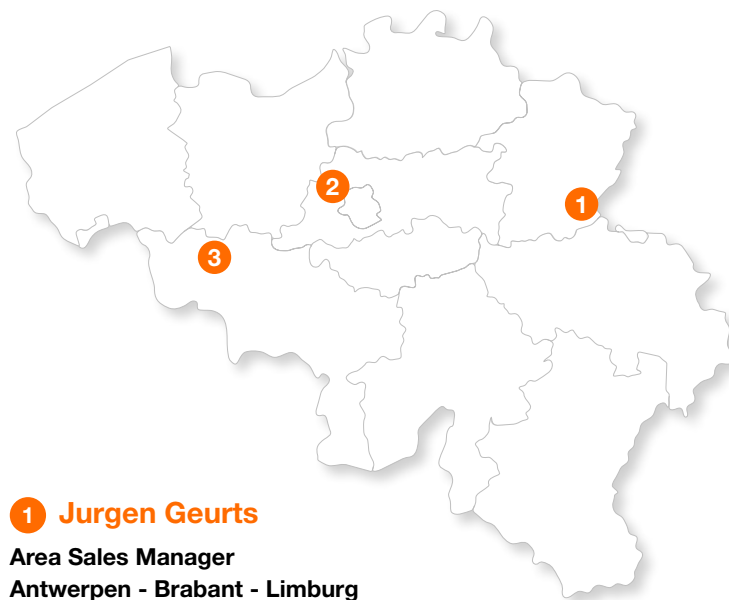 2
1
3
1 Jurgen Geurts
Area Sales Manager
Antwerpen - Brabant - Limburg